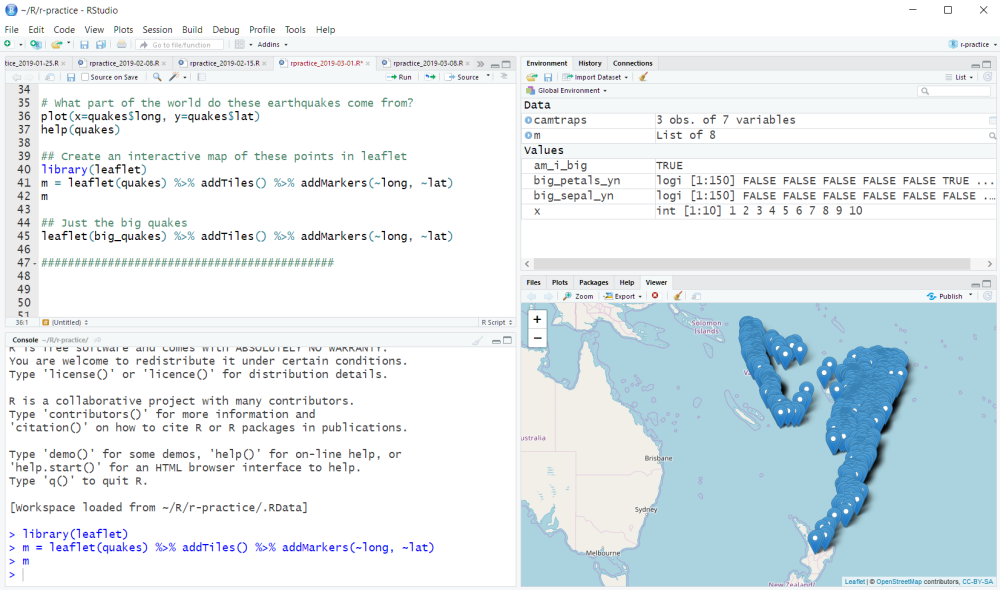 ~/R/r-practice - RStudio
File Edit Code View Plots Session Build Debug Profile Tools Help
Go to file/function Addins r-practice
tice_2019-01-25.R rpractice_2019-02-08.R rpractice_2019-02-15.R rpractice_2019-03-01.R* rpractice_2019-03-08.R
Source on Save Run Source
34
35 # What part of the world do these earthquakes come from?
36 plot(x=quakes$long, y=quakes$lat)
37 help(quakes)
38
39 ## Create an interactive map of these points in leaflet
40 library(leaflet)
41 m = leaflet(quakes) %>% addTiles() %>% addMarkers(~long, ~lat)
42 m
43
44 ## Just the big quakes
45 leaflet(big_quakes) %>% addTiles() %>% addMarkers(~long, ~lat)
46
47 ############################################
48
49
50
51
36:1 (Untitled) R Script
Console ~/R/r-practice/
R is free software and comes with ABSOLUTELY NO WARRANTY.
You are welcome to redistribute it under certain conditions.
Type 'license()' or 'licence()' for distribution details.
R is a collaborative project with many contributors.
Type 'contributors()' for more information and
'citation()' on how to cite R or R packages in publications.
Type 'demo()' for some demos, 'help()' for on-line help, or
'help.start()' for an HTML browser interface to help.
Type 'q()' to quit R.
[Workspace loaded from ~/R/r-practice/.RData]
> library(leaflet)
> m = leaflet(quakes) %>% addTiles() %>% addMarkers(~long, ~lat)
> m
>
Environment History Connections
Import Dataset List
Global Environment
Data
camtraps 3 obs. of 7 variables
m List of 8
Values
am_i_big TRUE
big_petals_yn logi [1:150] FALSE FALSE FALSE FALSE FALSE TRUE ...
big_sepal_yn logi [1:150] FALSE FALSE FALSE FALSE FALSE FALSE ...
x int [1:10] 1 2 3 4 5 6 7 8 9 10
Files Plots Packages Help Viewer
Zoom Export Publish
+
−
Solomon
Islands
Va
ustralia
Brisbane
Sydney
Melbourne
New Zealand
Leaflet | © OpenStreetMap contributors, CC-BY-SA